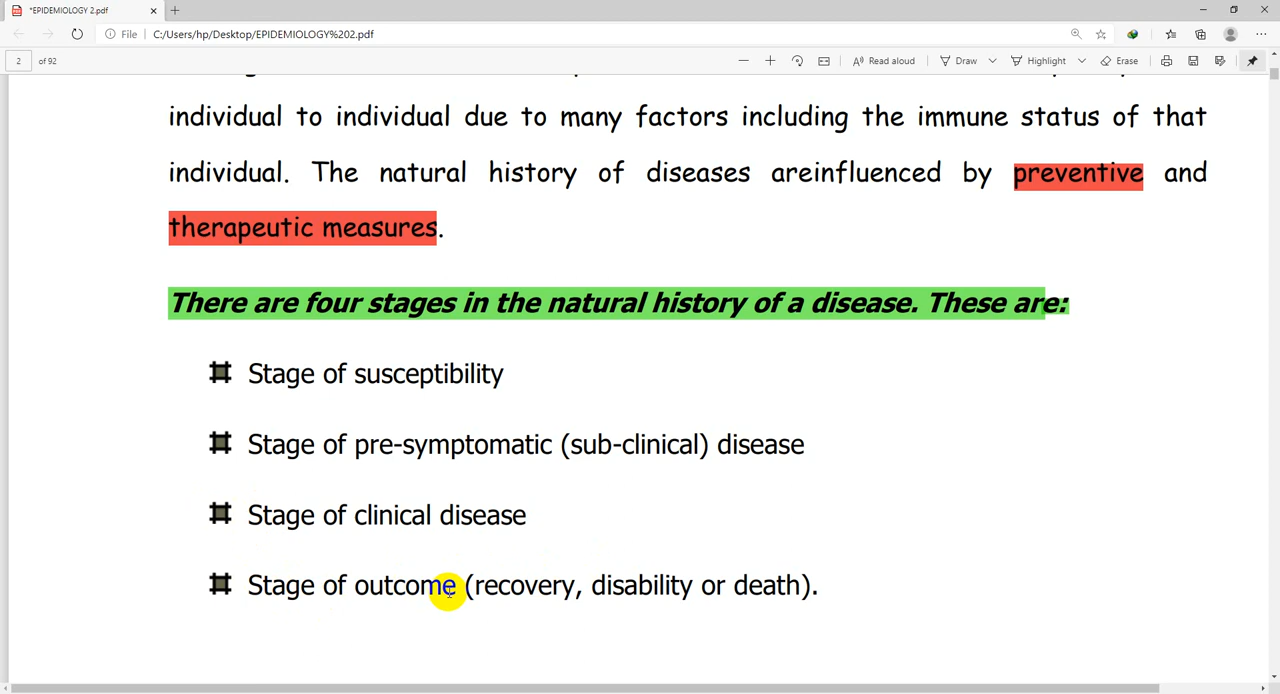 *EPIDEMIOLOGY 2.pdf
File C:/Users/hp/Desktop/EPIDEMIOLOGY%202.pdf
2 of 92 Read aloud Draw Highlight Erase
individual to individual due to many factors including the immune status of that
individual. The natural history of diseases areinfluenced by preventive and
therapeutic measures.
There are four stages in the natural history of a disease. These are:
Stage of susceptibility
Stage of pre-symptomatic (sub-clinical) disease
Stage of clinical disease
Stage of outcome (recovery, disability or death).